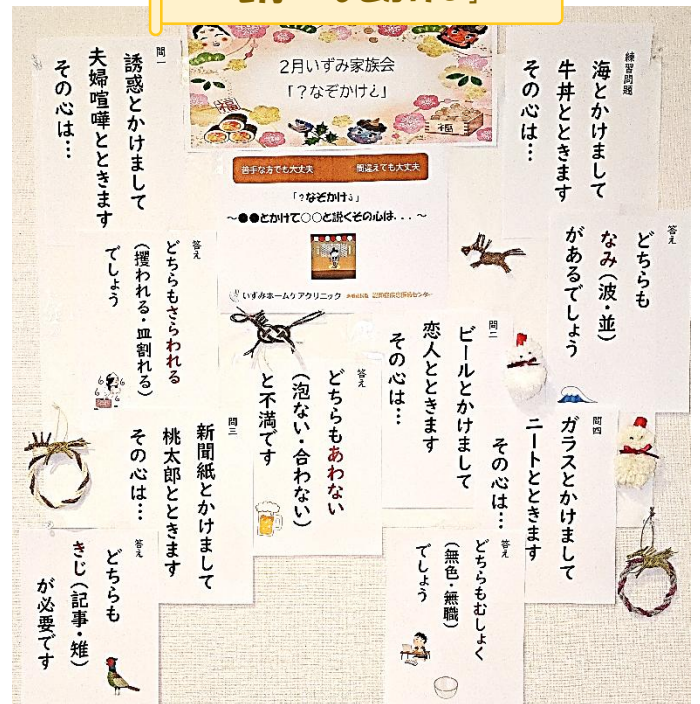 2月いずみ家族会
「?なぞかけ¿」
苦手な方でも大丈夫
間違えても大丈夫
「?なぞかけ¿」
～●●とかけて○○と説くその心は...～
いずみホームケアクリニック
練習問題
海とかけまして
牛丼とときます
その心は…
答え
どちらも
なみ(波・並)
があるでしょう
問一
誘惑とかけまして
夫婦喧嘩とときます
その心は…
答え
どちらもさらわれる
(攫われる・皿割れる)
でしょう
問二
ビールとかけまして
恋人とときます
その心は…
答え
どちらもあわない
(泡ない・合わない)
と不満です
問三
新聞紙とかけまして
桃太郎とときます
その心は…
答え
どちらも
きじ(記事・雉)
が必要です
問四
ガラスとかけまして
ニートとときます
その心は…
答え
どちらもむしょく
(無色・無職)
でしょう
福
福